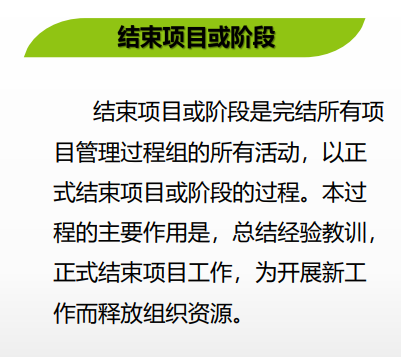 结束项目或阶段
结束项目或阶段是完结所有项
目管理过程组的所有活动，以正
式结束项目或阶段的过程。本过
程的主要作用是，总结经验教训，
正式结束项目工作，为开展新工
作而释放组织资源。